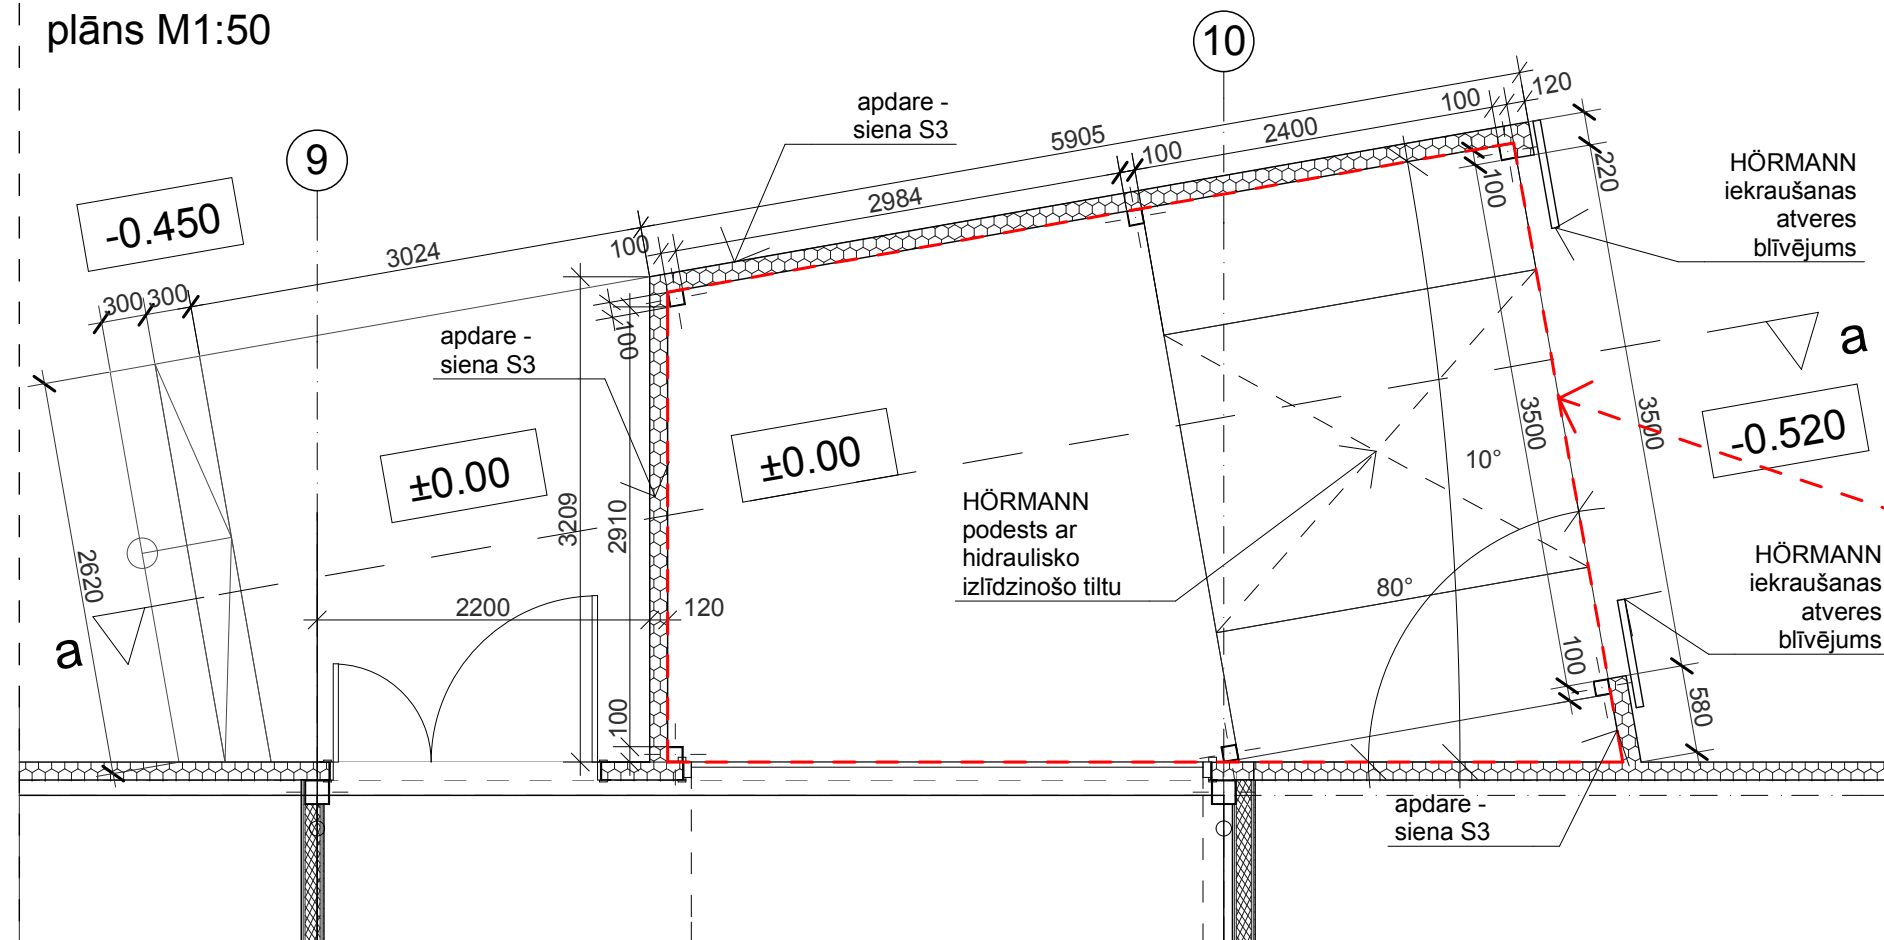 plāns M1:50
10
9
apdare -
siena S3
5905
100
120
2400
100
2984
220
100
HÖRMANN
iekraušanas
atveres
blīvējums
-0.450
3024
100
300
300
100
apdare -
siena S3
a
±0.00
±0.00
3500
3500
-0.520
10°
3209
2910
HÖRMANN
podests ar
hidraulisko
izlīdzinošo tiltu
2620
2200
120
80°
HÖRMANN
iekraušanas
atveres
blīvējums
a
100
100
580
apdare -
siena S3